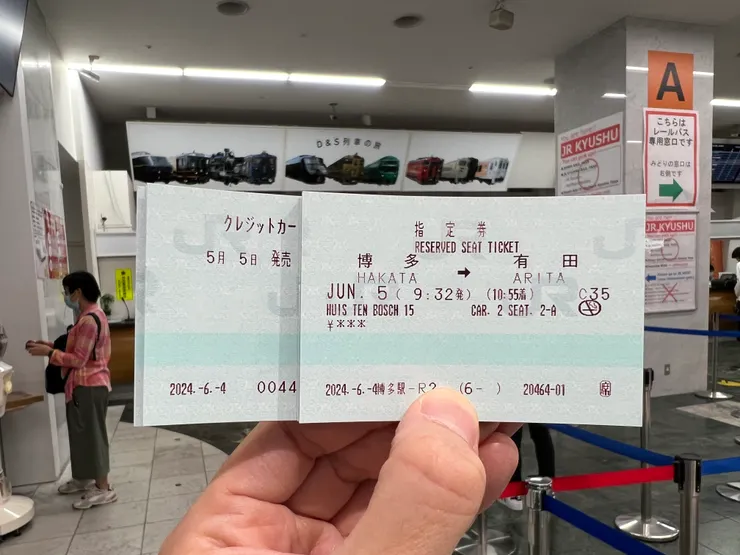 D&S列車の旅
A
こちらは
レールパス
専用窓口です
みどりの窓口は
右側です
JR KYUSHU
JR KYUSHU
クレジットカー
5月 5日 発売
2024.-6.-4 0044
指定券
RESERVED SEAT TICKET
博多 → 有田
HAKATA ARITA
JUN. 5 ( 9:32発) (10:55着) C35
HUIS TEN BOSCH 15 CAR. 2 SEAT. 2-A
¥***
2024.-6.-4博多駅-R2 (6- ) 20464-01